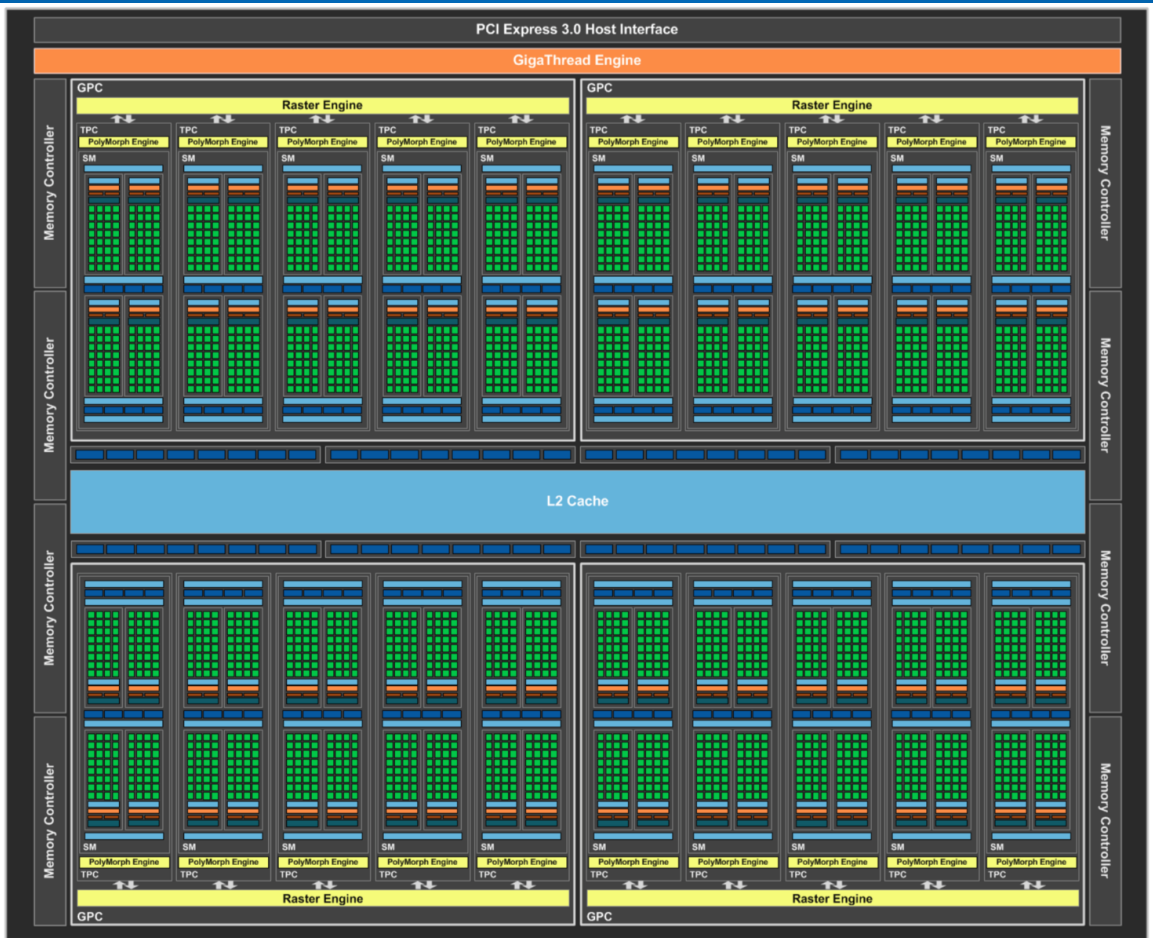 PCI Express 3.0 Host Interface
GigaThread Engine
Memory Controller
Memory Controller
Memory Controller
Memory Controller
GPC
Raster Engine
TPC TPC TPC TPC TPC
PolyMorph Engine PolyMorph Engine PolyMorph Engine PolyMorph Engine PolyMorph Engine
SM SM SM SM SM
GPC
Raster Engine
TPC TPC TPC TPC TPC
PolyMorph Engine PolyMorph Engine PolyMorph Engine PolyMorph Engine PolyMorph Engine
SM SM SM SM SM
L2 Cache
SM SM SM SM SM
PolyMorph Engine PolyMorph Engine PolyMorph Engine PolyMorph Engine PolyMorph Engine
TPC TPC TPC TPC TPC
Raster Engine
GPC
SM SM SM SM SM
PolyMorph Engine PolyMorph Engine PolyMorph Engine PolyMorph Engine PolyMorph Engine
TPC TPC TPC TPC TPC
Raster Engine
GPC
Memory Controller
Memory Controller
Memory Controller
Memory Controller